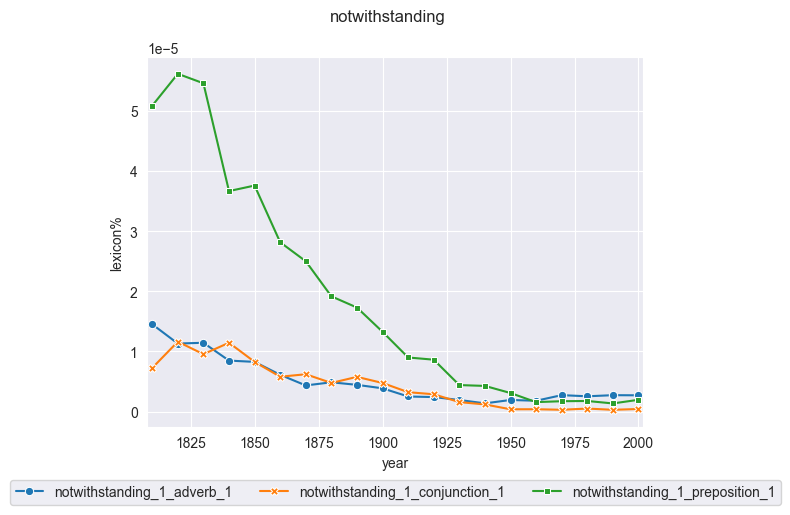 notwithstanding
1e−5
5
4
3
2
1
0
lexicon%
1825 1850 1875 1900 1925 1950 1975 2000
year
notwithstanding_1_adverb_1 notwithstanding_1_conjunction_1 notwithstanding_1_preposition_1